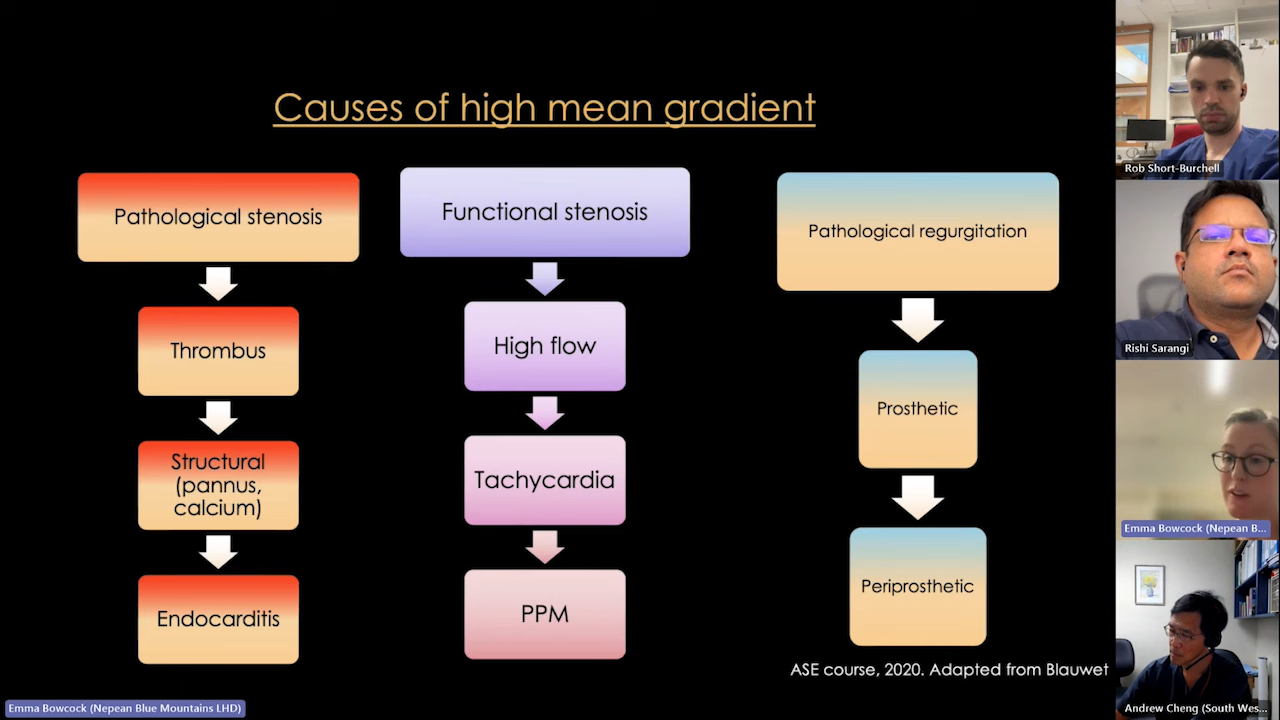 Causes of high mean gradient
Pathological stenosis
Thrombus
Structural
(pannus,
calcium)
Endocarditis
Functional stenosis
High flow
Tachycardia
PPM
Pathological regurgitation
Prosthetic
Periprosthetic
ASE course, 2020. Adapted from Blauwet
Emma Bowcock (Nepean Blue Mountains LHD)
Rob Short-Burchell
Rishi Sarangi
Emma Bowcock (Nepean B...
Andrew Cheng (South Wes...